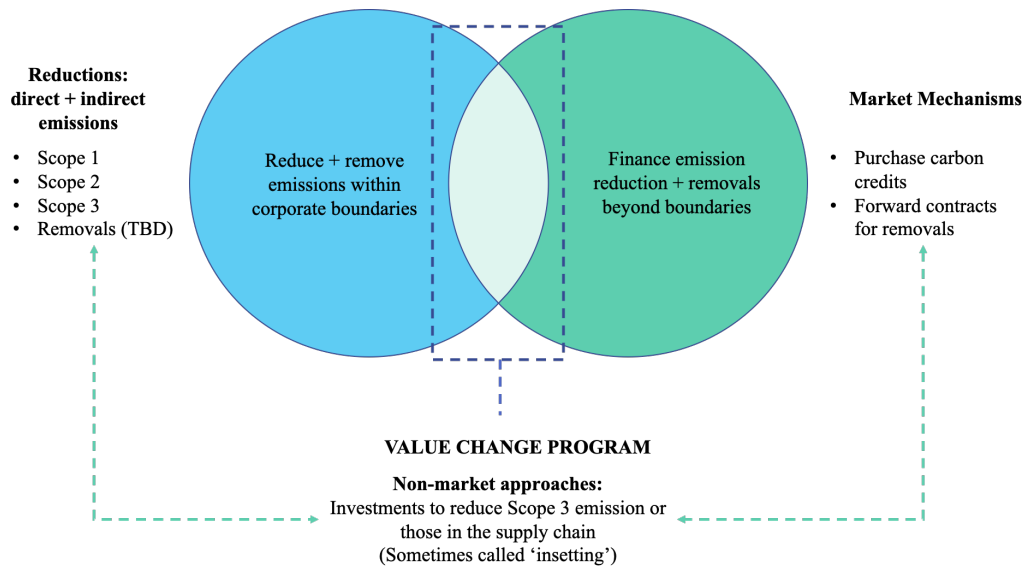 Reductions:
direct + indirect
emissions
• Scope 1
• Scope 2
• Scope 3
• Removals (TBD)
Reduce + remove
emissions within
corporate boundaries
Finance emission
reduction + removals
beyond boundaries
Market Mechanisms
• Purchase carbon
credits
• Forward contracts
for removals
VALUE CHANGE PROGRAM
Non-market approaches:
Investments to reduce Scope 3 emission or
those in the supply chain
(Sometimes called ‘insetting’)